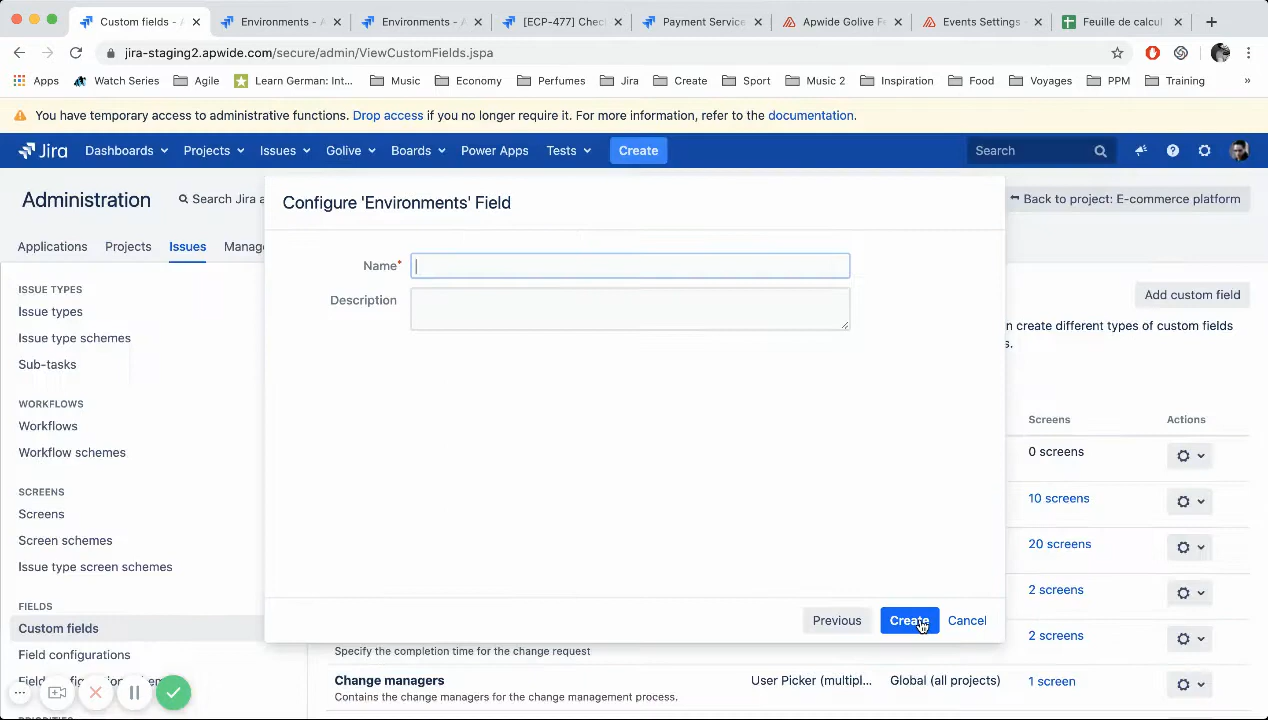 Custom fields - A
Environments - A
Environments - A
[ECP-477] Chec
Payment Service
Apwide Golive Fe
Events Settings -
Feuille de calcul
jira-staging2.apwide.com/secure/admin/ViewCustomFields.jspa
Apps
Watch Series
Agile
Learn German: Int...
Music
Economy
Perfumes
Jira
Create
Sport
Music 2
Inspiration
Food
Voyages
PPM
Training
»
You have temporary access to administrative functions. Drop access if you no longer require it. For more information, refer to the documentation.
Jira
Dashboards
Projects
Issues
Golive
Boards
Power Apps
Tests
Create
Search
Administration
Search Jira a
Back to project: E-commerce platform
Applications
Projects
Issues
Manag
Configure 'Environments' Field
Name*
Description
Previous
Create
Cancel
ISSUE TYPES
Issue types
Issue type schemes
Sub-tasks
WORKFLOWS
Workflows
Workflow schemes
SCREENS
Screens
Screen schemes
Issue type screen schemes
FIELDS
Custom fields
Field configurations
Add custom field
n create different types of custom fields
s.
Screens
Actions
0 screens
10 screens
20 screens
2 screens
2 screens
Specify the completion time for the change request
Change managers
User Picker (multipl...
Global (all projects)
1 screen
Contains the change managers for the change management process.